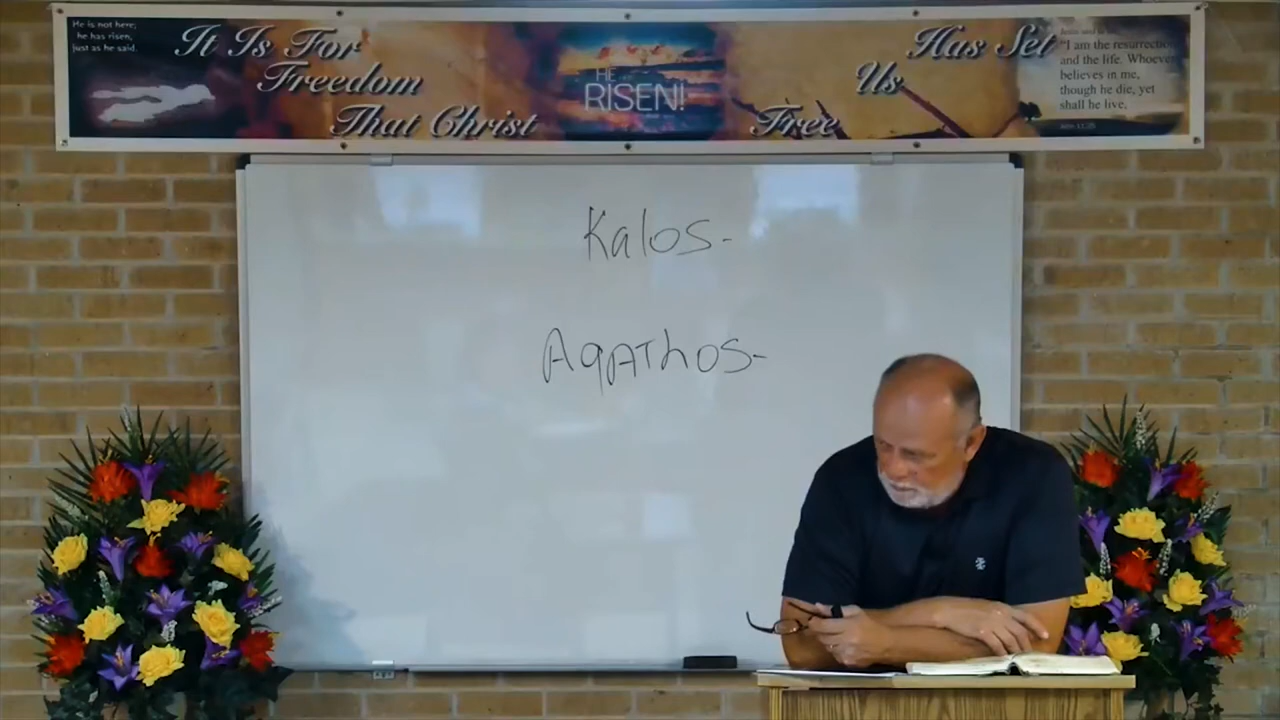 He is not here;
he has risen,
just as he said.
It Is For
Freedom
That Christ
HE
RISEN!
Has Set
Us
Free
"I am the resurrection
and the life. Whoever
believes in me,
though he die, yet
shall he live.
Kalos-
Agathos-